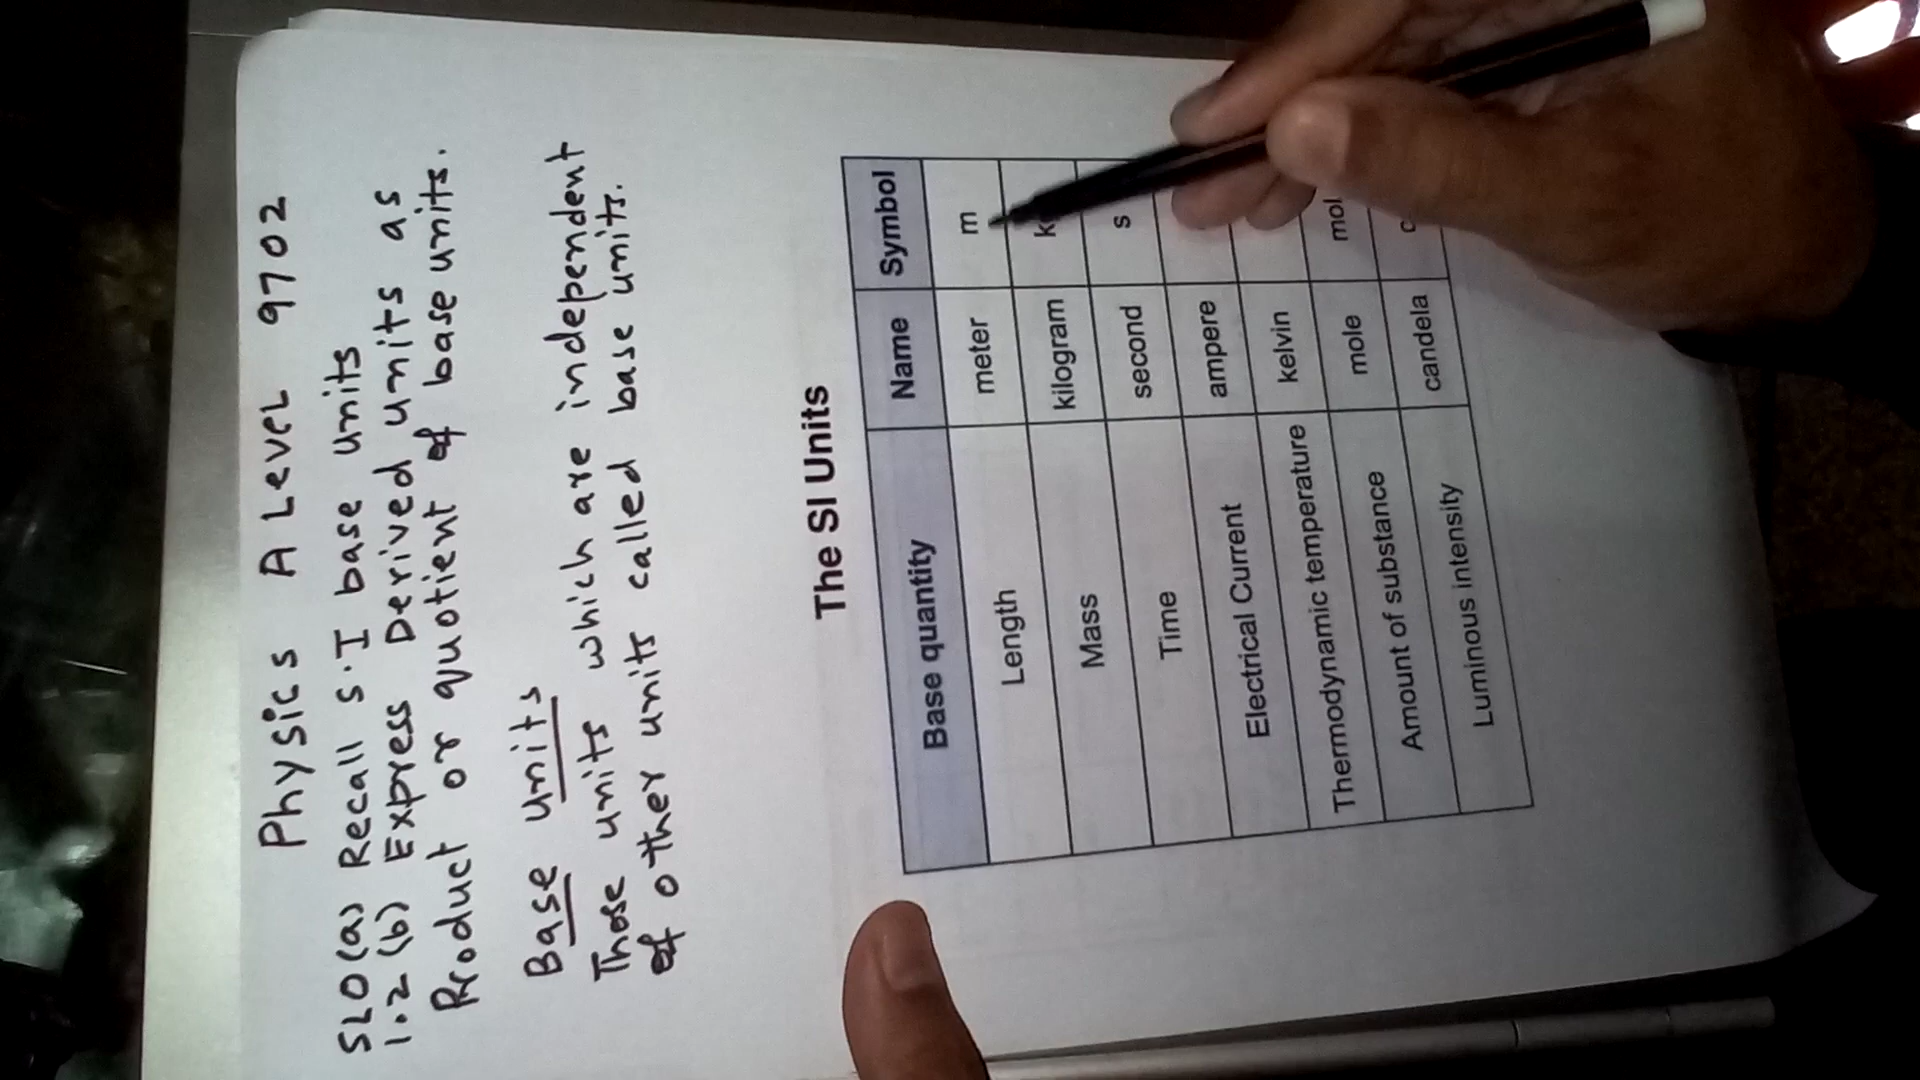 Physics A Level 9702
SLO(a) Recall S.I base units
1.2(b) Express Derived units as
Product or quotient of base units.
Base units
Those units which are independent
of other units called base units.
The SI Units
Base quantity Name Symbol
Length meter m
Mass kilogram
Time second s
Electrical Current ampere
Thermodynamic temperature kelvin
Amount of substance mole mol
Luminous intensity candela